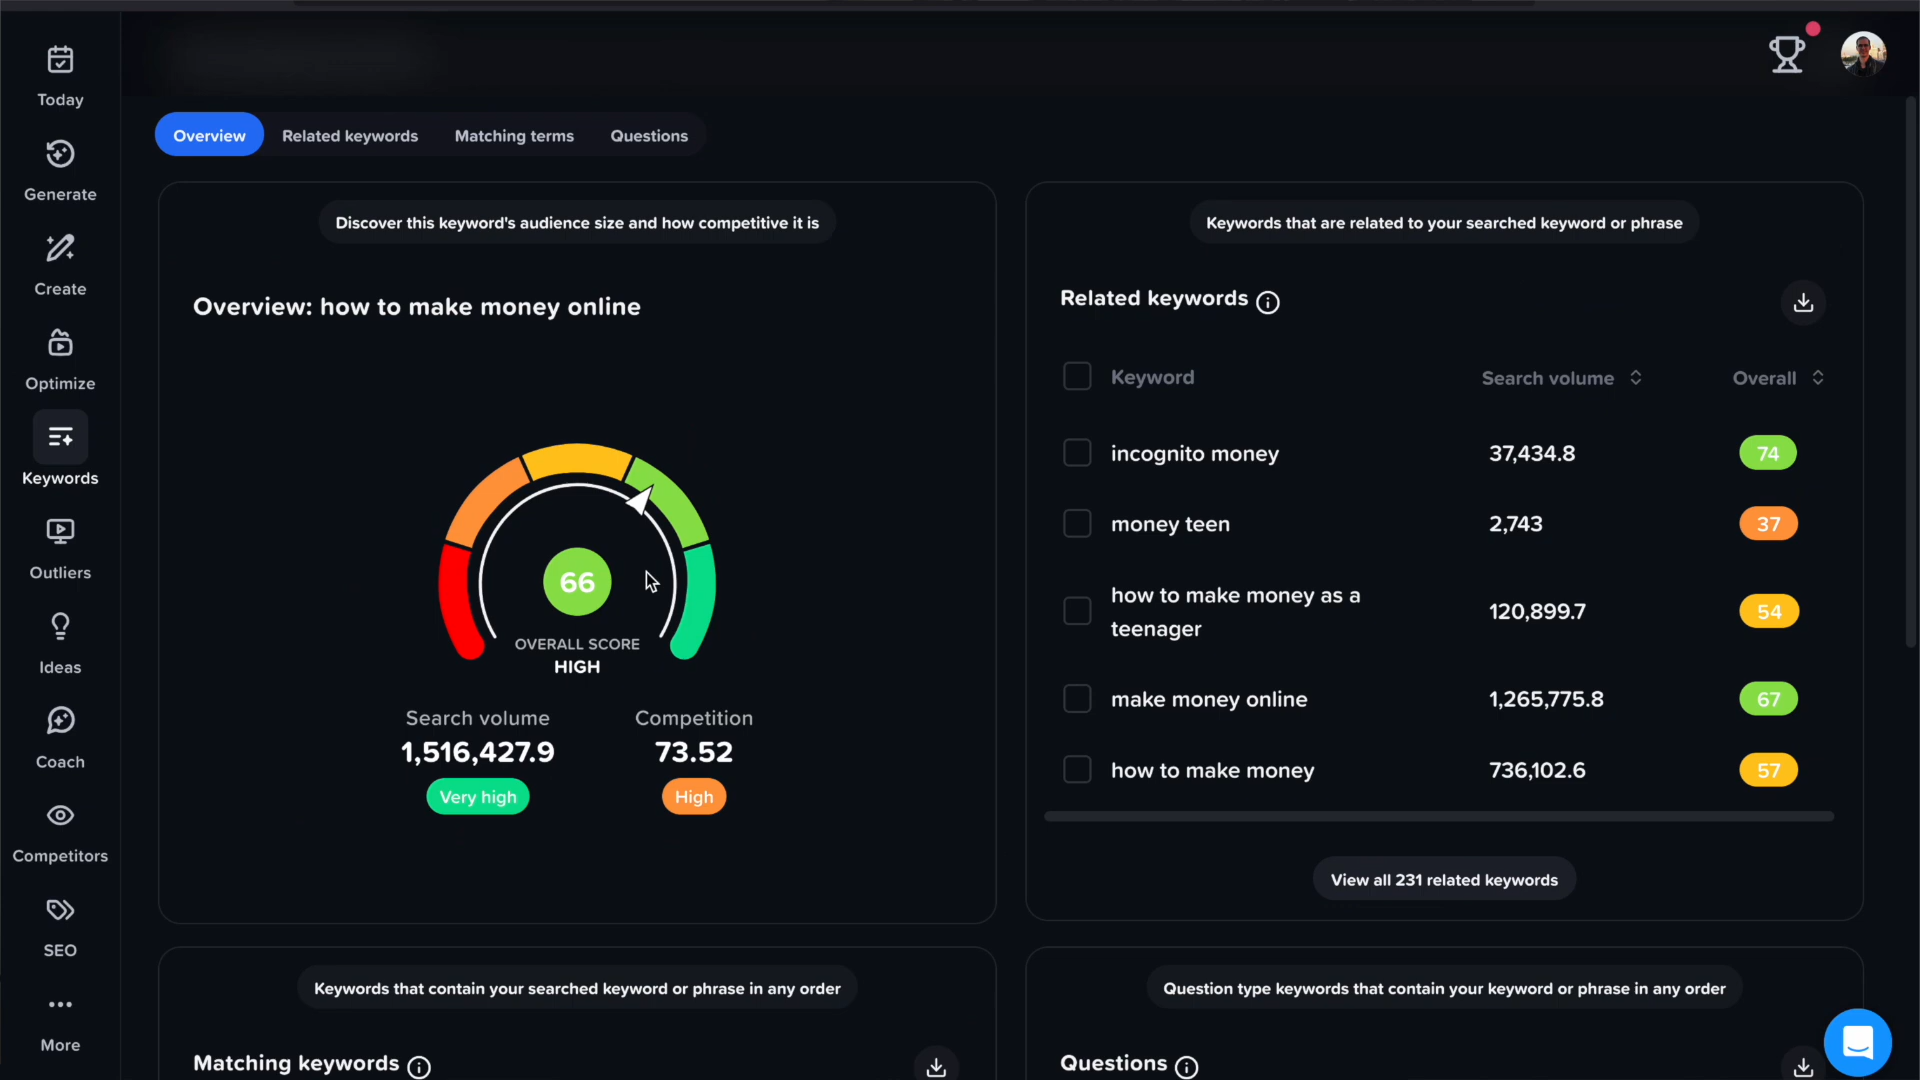 Today
Generate
Create
Optimize
Keywords
Outliers
Ideas
Coach
Competitors
SEO
More
Overview
Related keywords
Matching terms
Questions
Discover this keyword's audience size and how competitive it is
Overview: how to make money online
66
OVERALL SCORE
HIGH
Search volume
1,516,427.9
Very high
Competition
73.52
High
Keywords that are related to your searched keyword or phrase
Related keywords
Keyword Search volume Overall
incognito money 37,434.8 74
money teen 2,743 37
how to make money as a
teenager 120,899.7 54
make money online 1,265,775.8 67
how to make money 736,102.6 57
View all 231 related keywords
Keywords that contain your searched keyword or phrase in any order
Matching keywords
Question type keywords that contain your keyword or phrase in any order
Questions